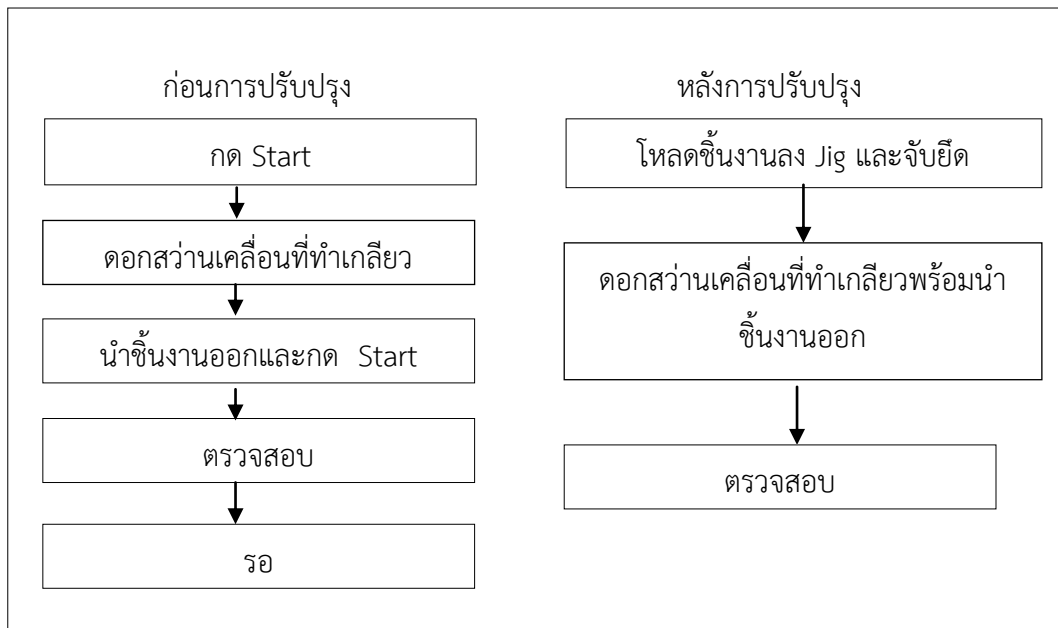 ก่อนการปรับปรุง
กด Start
ดอกสว่านเคลื่อนที่ทำเกลียว
นำชิ้นงานออกและกด Start
ตรวจสอบ
รอ
หลังการปรับปรุง
โหลดชิ้นงานลง Jig และจับยึด
ดอกสว่านเคลื่อนที่ทำเกลียวพร้อมนำ
ชิ้นงานออก
ตรวจสอบ